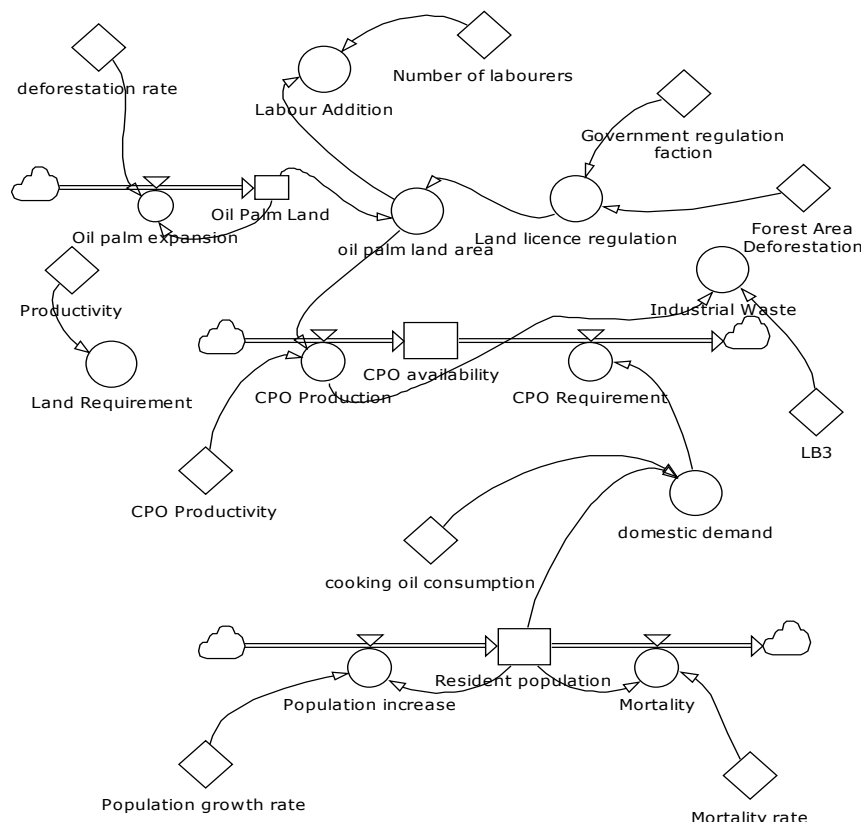 Number of labourers
deforestation rate
Labour Addition
Government regulation
faction
Oil Palm Land
Forest Area
Deforestation
Oil palm expansion
oil palm land area
Land licence regulation
Productivity
Industrial Waste
CPO availability
Land Requirement
CPO Production
CPO Requirement
LB3
CPO Productivity
domestic demand
cooking oil consumption
Resident population
Population increase
Mortality
Population growth rate
Mortality rate